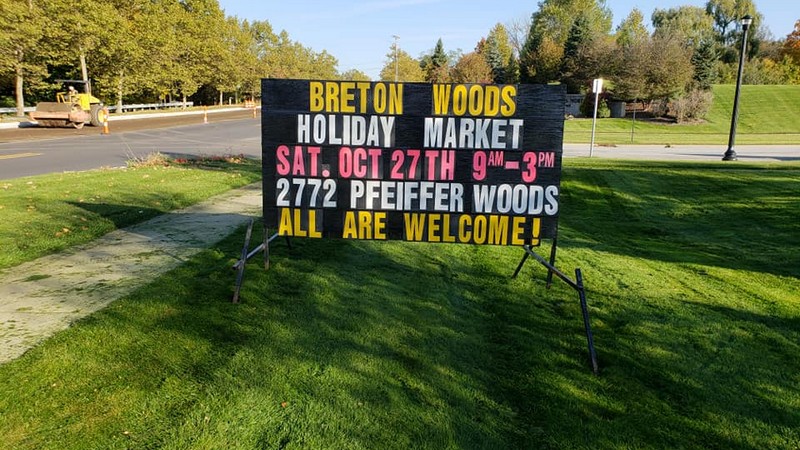 BRETON WOODS
HOLIDAY MARKET
SAT. OCT 27TH 9AM-3PM
2772 PFEIFFER WOODS
ALL ARE WELCOME!